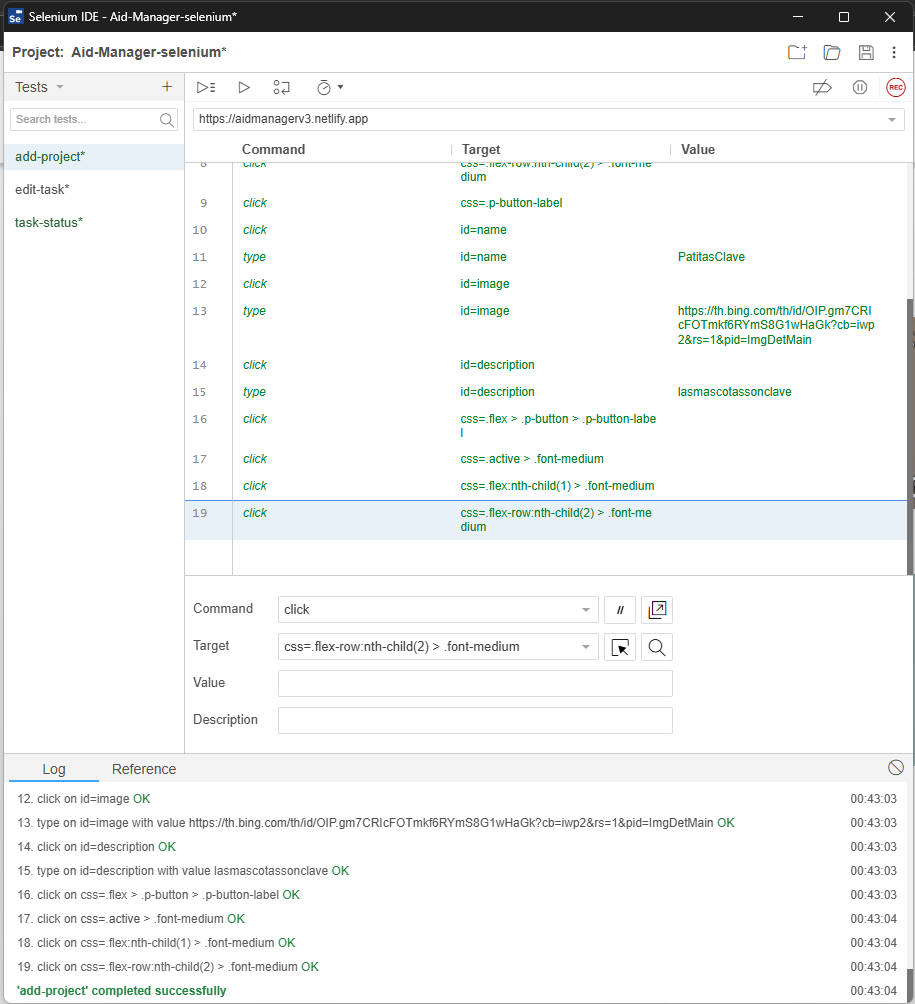 Selenium IDE - Aid-Manager-selenium*
Project: Aid-Manager-selenium*
Tests
Search tests...
add-project*
edit-task*
task-status*
REC
https://aidmanagerv3.netlify.app
Command Target Value
8 click css=.flex-row:nth-child(2) > .font-me
dium
9 click css=.p-button-label
10 click id=name
11 type id=name PatitasClave
12 click id=image
13 type id=image https://th.bing.com/th/id/OIP.gm7CRI
cFOTmkf6RYmS8G1wHaGk?cb=iwp
2&rs=1&pid=ImgDetMain
14 click id=description
15 type id=description lasmascotassonclave
16 click css=.flex > .p-button > .p-button-labe
l
17 click css=.active > .font-medium
18 click css=.flex:nth-child(1) > .font-medium
19 click css=.flex-row:nth-child(2) > .font-me
dium
Command click //
Target css=.flex-row:nth-child(2) > .font-medium
Value
Description
Log Reference
12. click on id=image OK 00:43:03
13. type on id=image with value https://th.bing.com/th/id/OIP.gm7CRIcFOTmkf6RYmS8G1wHaGk?cb=iwp2&rs=1&pid=ImgDetMain OK 00:43:03
14. click on id=description OK 00:43:03
15. type on id=description with value lasmascotassonclave OK 00:43:03
16. click on css=.flex > .p-button > .p-button-label OK 00:43:03
17. click on css=.active > .font-medium OK 00:43:04
18. click on css=.flex:nth-child(1) > .font-medium OK 00:43:04
19. click on css=.flex-row:nth-child(2) > .font-medium OK 00:43:04
'add-project' completed successfully 00:43:04